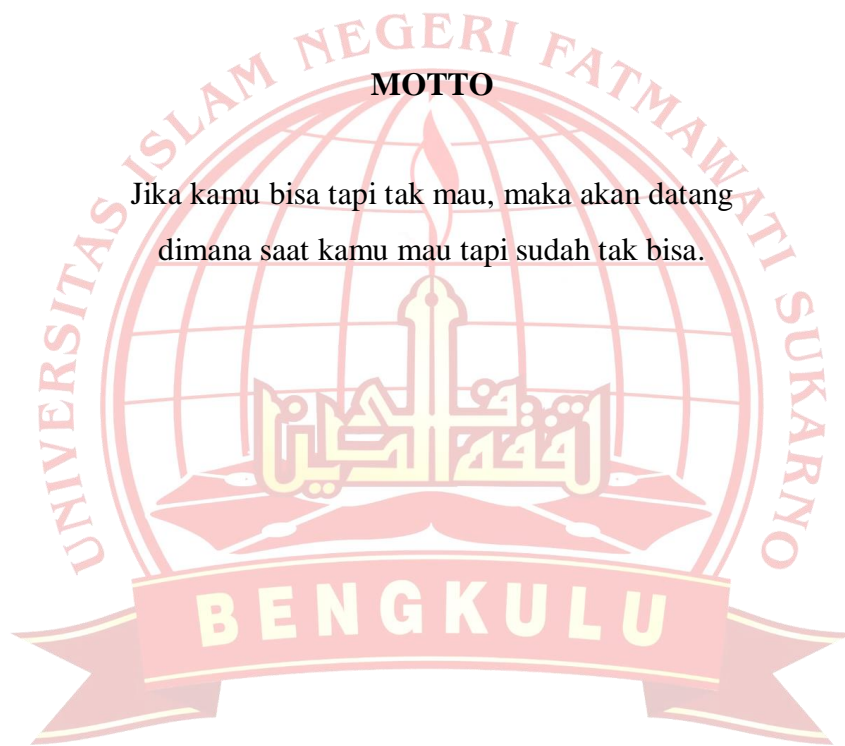 UNIVERSITAS ISLAM NEGERI FATMAWATI SUKARNO
MOTTO
Jika kamu bisa tapi tak mau, maka akan datang
dimana saat kamu mau tapi sudah tak bisa.
BENGKULU